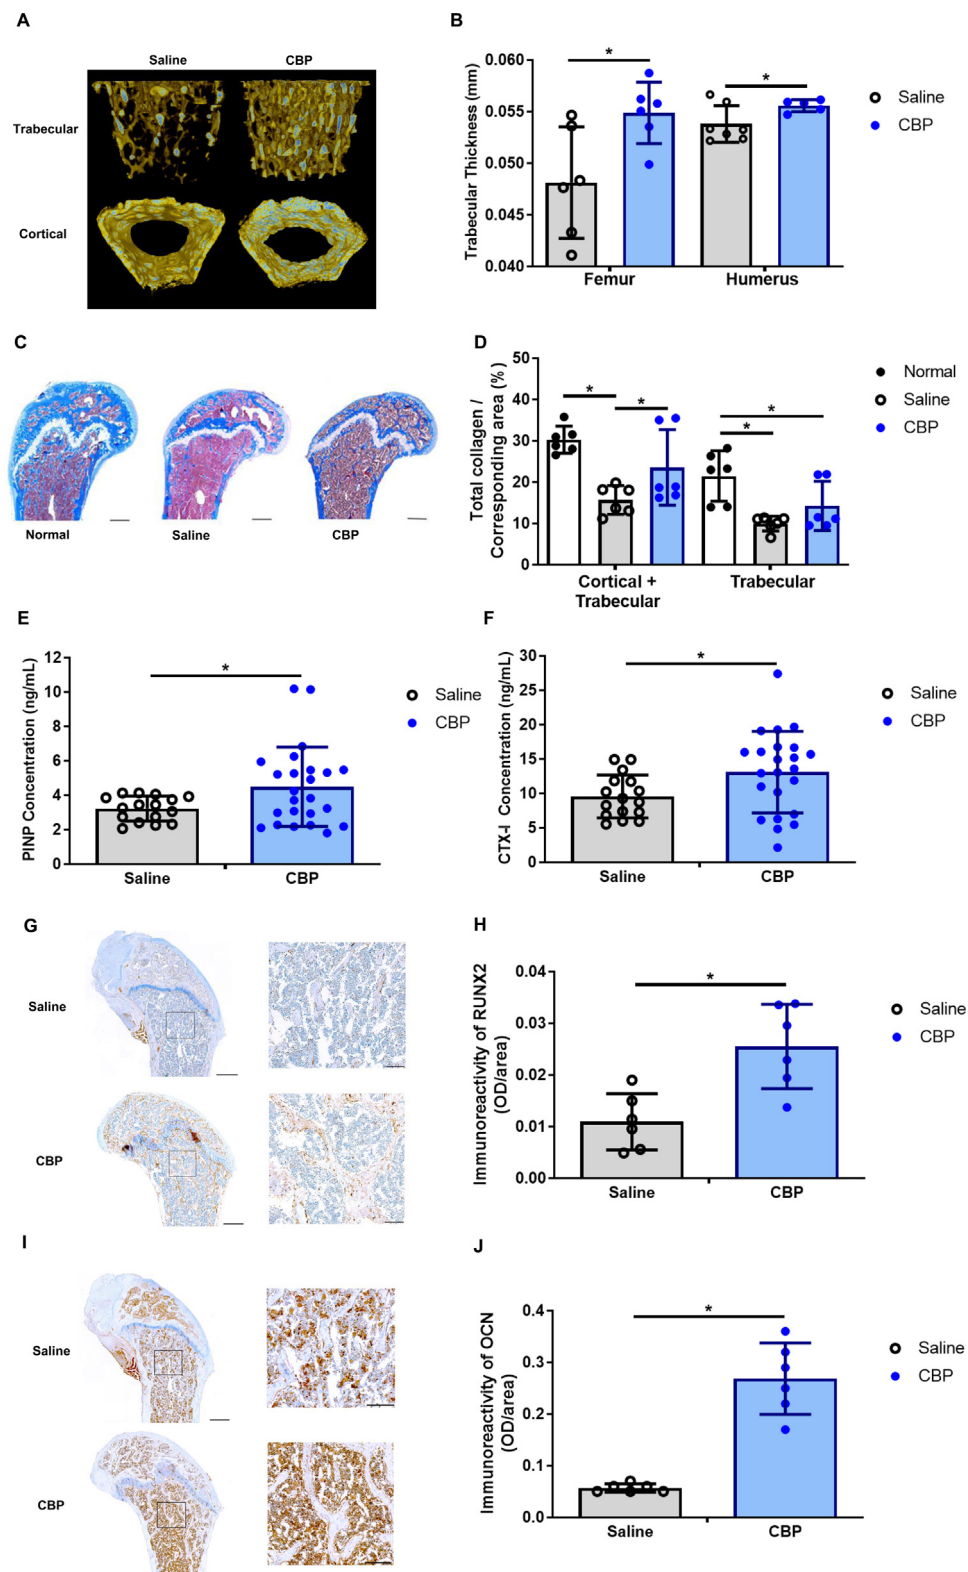 A
Saline CBP
Trabecular
Cortical
B
Trabecular Thickness (mm)
0.060
0.055
0.050
0.045
0.040
* *
Femur Humerus
Saline
CBP
C
Normal Saline CBP
D
Total collagen /
Corresponding area (%)
50
40
30
20
10
0
* * * *
Cortical +
Trabecular
Trabecular
Normal
Saline
CBP
E
PINP Concentration (ng/mL)
12
10
8
6
4
2
0
*
Saline CBP
Saline
CBP
F
CTX-I Concentration (ng/mL)
30
25
20
15
10
5
0
*
Saline CBP
Saline
CBP
G
Saline
CBP
H
Immunoreactivity of RUNX2
(OD/area)
0.04
0.03
0.02
0.01
0.00
*
Saline CBP
Saline
CBP
I
Saline
CBP
J
Immunoreactivity of OCN
(OD/area)
0.4
0.3
0.2
0.1
0.0
*
Saline CBP
Saline
CBP